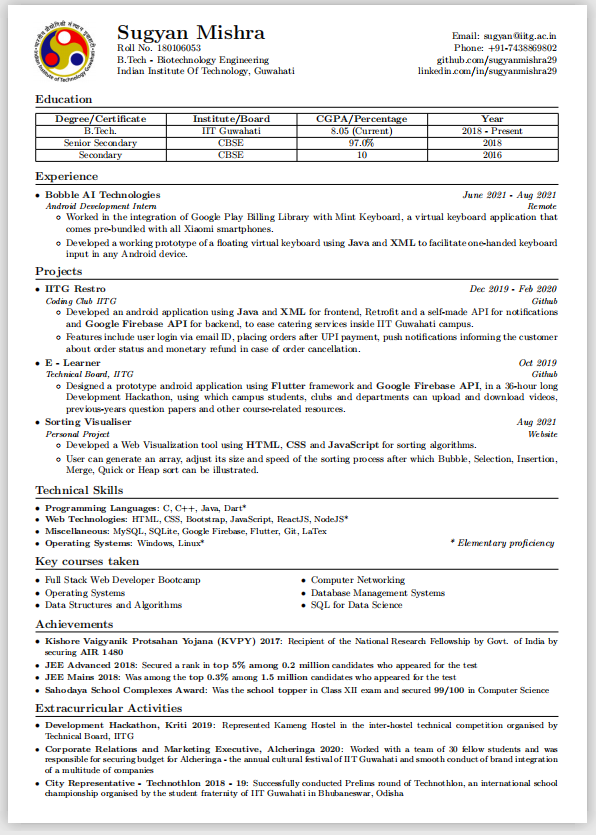 Sugyan Mishra
Roll No. 180106053
B.Tech - Biotechnology Engineering
Indian Institute Of Technology, Guwahati
Email: sugyan@iitg.ac.in
Phone: +91-7438869802
github.com/sugyanmishra29
linkedin.com/in/sugyanmishra29
Education
Degree/Certificate Institute/Board CGPA/Percentage Year
B.Tech. IIT Guwahati 8.05 (Current) 2018 - Present
Senior Secondary CBSE 97.0% 2018
Secondary CBSE 10 2016
Experience
• Bobble AI Technologies June 2021 - Aug 2021
Android Development Intern Remote
Worked in the integration of Google Play Billing Library with Mint Keyboard, a virtual keyboard application that
comes pre-bundled with all Xiaomi smartphones.
Developed a working prototype of a floating virtual keyboard using Java and XML to facilitate one-handed keyboard
input in any Android device.
Projects
• IITG Restro Dec 2019 - Feb 2020
Coding Club IITG Github
Developed an android application using Java and XML for frontend, Retrofit and a self-made API for notifications
and Google Firebase API for backend, to ease catering services inside IIT Guwahati campus.
Features include user login via email ID, placing orders after UPI payment, push notifications informing the customer
about order status and monetary refund in case of order cancellation.
• E - Learner Oct 2019
Technical Board, IITG Github
Designed a prototype android application using Flutter framework and Google Firebase API, in a 36-hour long
Development Hackathon, using which campus students, clubs and departments can upload and download videos,
previous-years question papers and other course-related resources.
• Sorting Visualiser Aug 2021
Personal Project Website
Developed a Web Visualization tool using HTML, CSS and JavaScript for sorting algorithms.
User can generate an array, adjust its size and speed of the sorting process after which Bubble, Selection, Insertion,
Merge, Quick or Heap sort can be illustrated.
Technical Skills
• Programming Languages: C, C++, Java, Dart*
• Web Technologies: HTML, CSS, Bootstrap, JavaScript, ReactJS, NodeJS*
• Miscellaneous: MySQL, SQLite, Google Firebase, Flutter, Git, LaTex
• Operating Systems: Windows, Linux* * Elementary proficiency
Key courses taken
• Full Stack Web Developer Bootcamp
• Operating Systems
• Data Structures and Algorithms
• Computer Networking
• Database Management Systems
• SQL for Data Science
Achievements
• Kishore Vaigyanik Protsahan Yojana (KVPY) 2017: Recipient of the National Research Fellowship by Govt. of India by
securing AIR 1480
• JEE Advanced 2018: Secured a rank in top 5% among 0.2 million candidates who appeared for the test
• JEE Mains 2018: Was among the top 0.3% among 1.5 million candidates who appeared for the test
• Sahodaya School Complexes Award: Was the school topper in Class XII exam and secured 99/100 in Computer Science
Extracurricular Activities
• Development Hackathon, Kriti 2019: Represented Kameng Hostel in the inter-hostel technical competition organised by
Technical Board, IITG
• Corporate Relations and Marketing Executive, Alcheringa 2020: Worked with a team of 30 fellow students and was
responsible for securing budget for Alcheringa - the annual cultural festival of IIT Guwahati and smooth conduct of brand integration
of a multitude of companies
• City Representative - Technothlon 2018 - 19: Successfully conducted Prelims round of Technothlon, an international school
championship organised by the student fraternity of IIT Guwahati in Bhubaneswar, Odisha